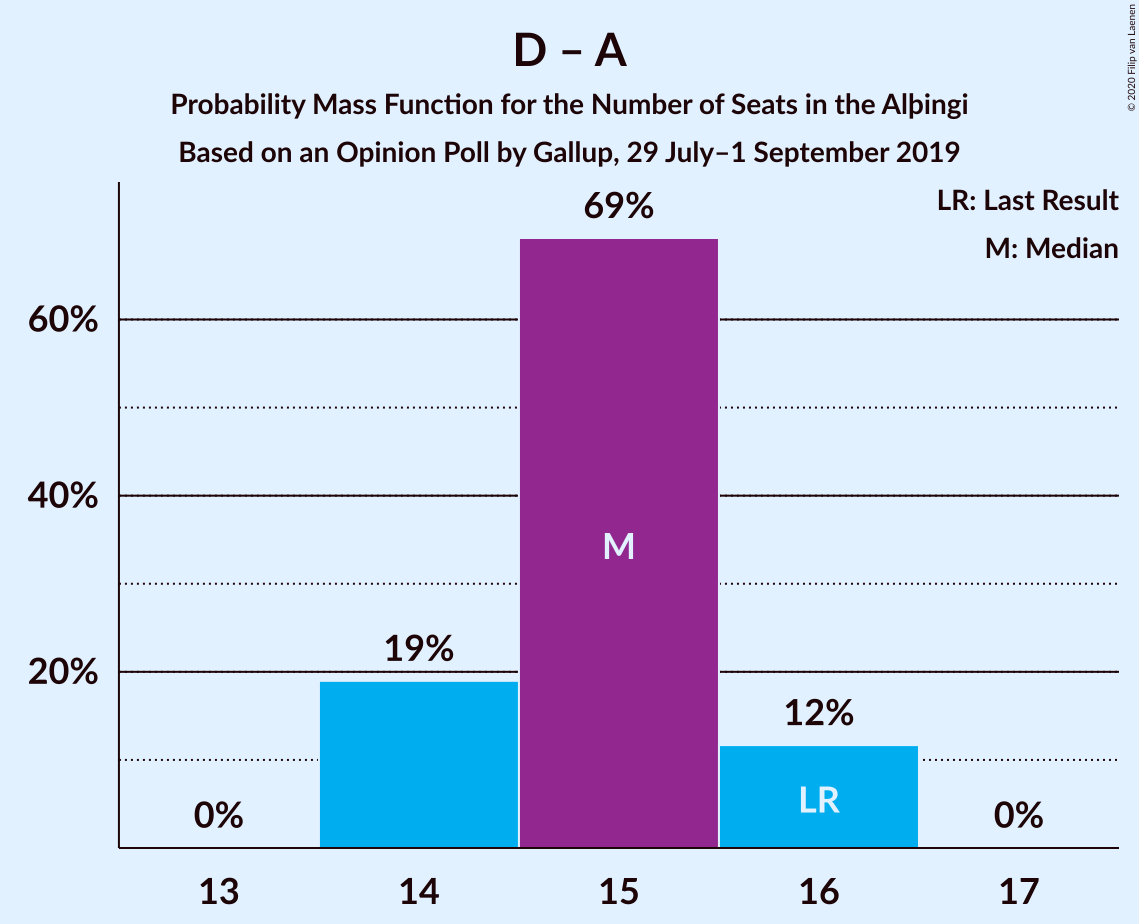 D – A
Probability Mass Function for the Number of Seats in the Alþingi
Based on an Opinion Poll by Gallup, 29 July–1 September 2019
© 2020 Filip van Laenen
LR: Last Result
M: Median
69%
60%
40%
M
19%
20%
12%
LR
0%
0%
13
14
15
16
17